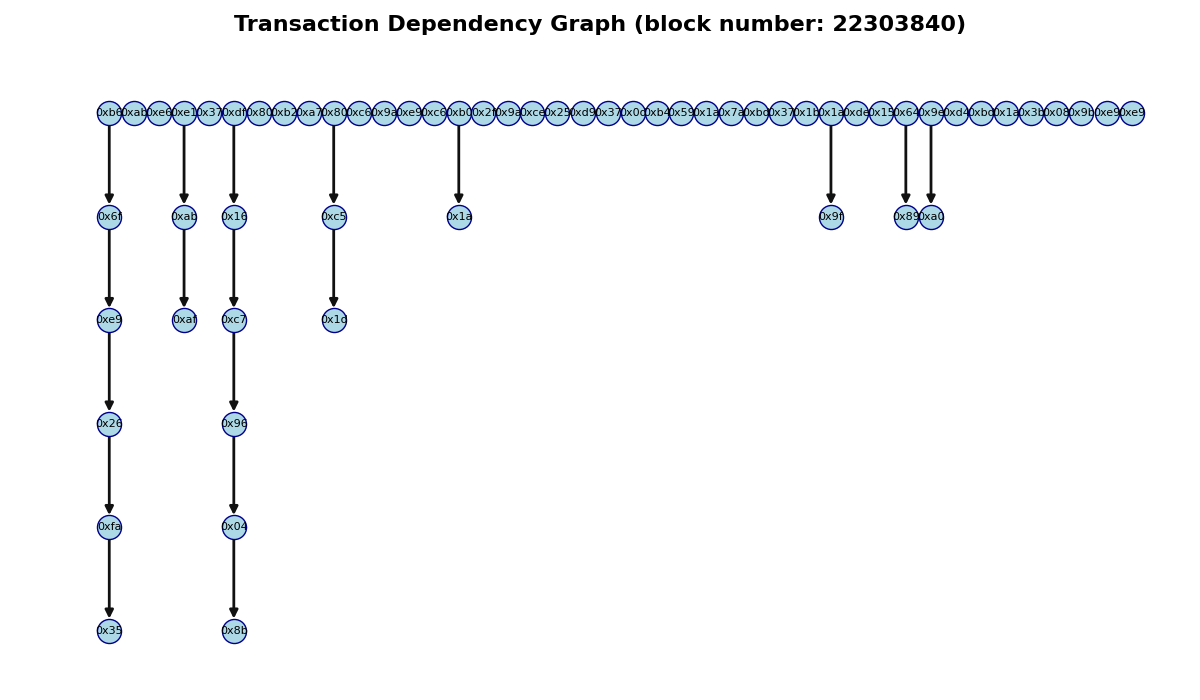 Transaction Dependency Graph (block number: 22303840)
0xb6 0xab 0xe6 0xe1 0x37 0xdf 0x80 0xb2 0xa7 0x80 0xc6 0x9a 0xe9 0xc6 0xb0 0x2f 0x9a 0xce 0x25 0xd9 0x37 0x0d 0xb4 0x59 0x1a 0x7a 0xbd 0x37 0x1b 0x1a 0xde 0x15 0x64 0x9e 0xd4 0xbd 0x1a 0x3b 0x08 0x9b 0xe9 0xe9
0x6f 0xab 0x16 0xc5 0x1a 0x9f 0x89 0xa0
0xe9 0xaf 0xc7 0x1d
0x26 0x96
0xfa 0x04
0x35 0x8b